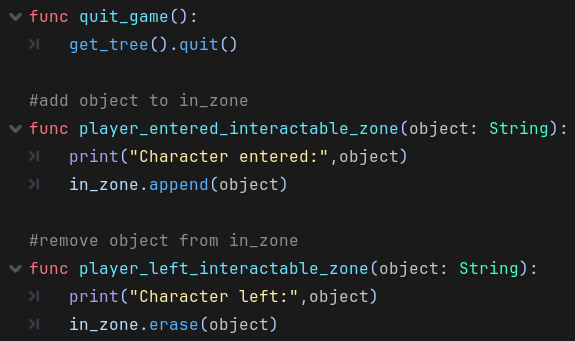 func quit_game():
get_tree().quit()
#add object to in_zone
func player_entered_interactable_zone(object: String):
print("Character entered:",object)
in_zone.append(object)
#remove object from in_zone
func player_left_interactable_zone(object: String):
print("Character left:",object)
in_zone.erase(object)